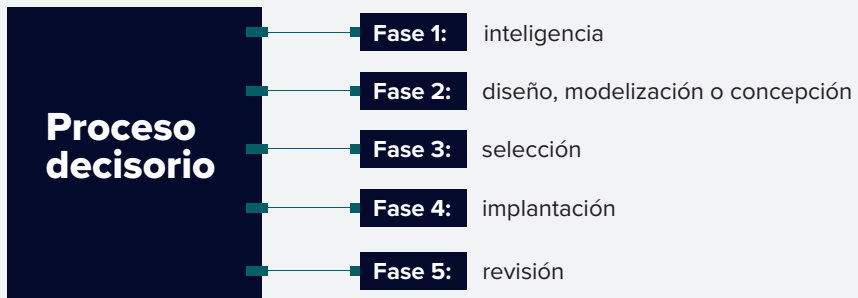 Proceso
decisorio
Fase 1: inteligencia
Fase 2: diseño, modelización o concepción
Fase 3: selección
Fase 4: implantación
Fase 5: revisión